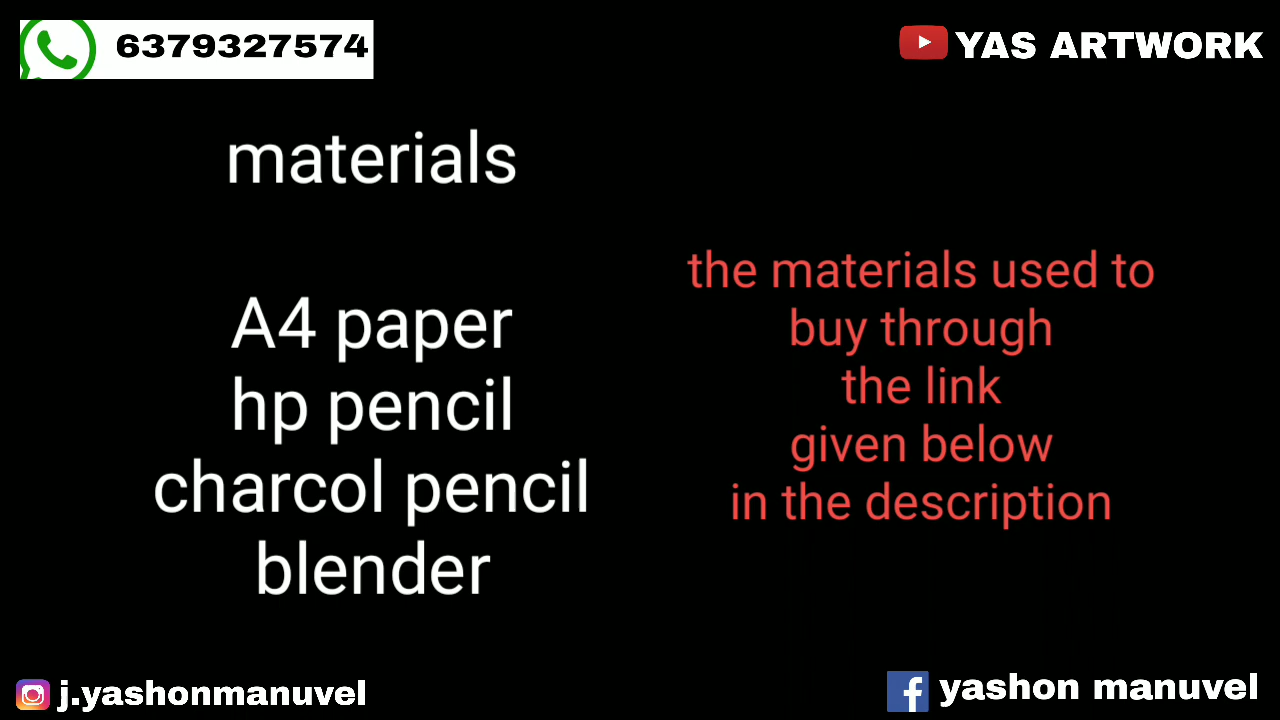 6379327574
YAS ARTWORK
materials
A4 paper
hp pencil
charcol pencil
blender
the materials used to
buy through
the link
given below
in the description
j.yashonmanuvel
yashon manuvel